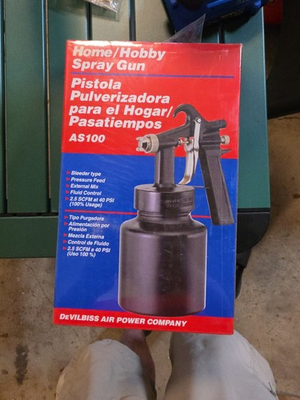 Home/Hobby
Spray Gun
Pistola
Pulverizadora
para el Hogar/
Pasatiempos
AS100
Bleeder type
Pressure Feed
External Mix
Fluid Control
2.5 SCFM at 40 PSI
(100% Usage)
Tipo Purgadora
Alimentación por
Presión
Mezcla Externa
Control de Fluido
2.5 SCFM a 40 PSI
(Uso 100 %)
DEVILBISS AIR POWER COMPANY